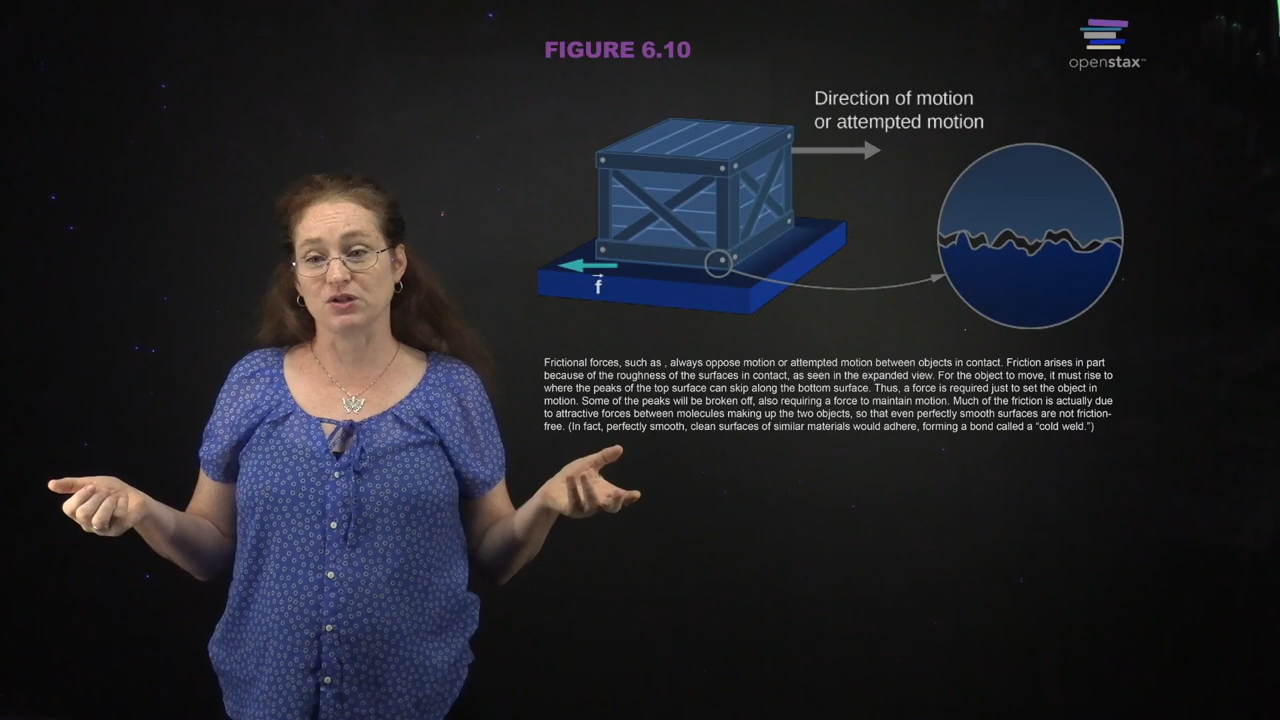 FIGURE 6.10
openstax™
Direction of motion
or attempted motion
f
Frictional forces, such as , always oppose motion or attempted motion between objects in contact. Friction arises in part
because of the roughness of the surfaces in contact, as seen in the expanded view. For the object to move, it must rise to
where the peaks of the top surface can skip along the bottom surface. Thus, a force is required just to set the object in
motion. Some of the peaks will be broken off, also requiring a force to maintain motion. Much of the friction is actually due
to attractive forces between molecules making up the two objects, so that even perfectly smooth surfaces are not friction-
free. (In fact, perfectly smooth, clean surfaces of similar materials would adhere, forming a bond called a “cold weld.”)